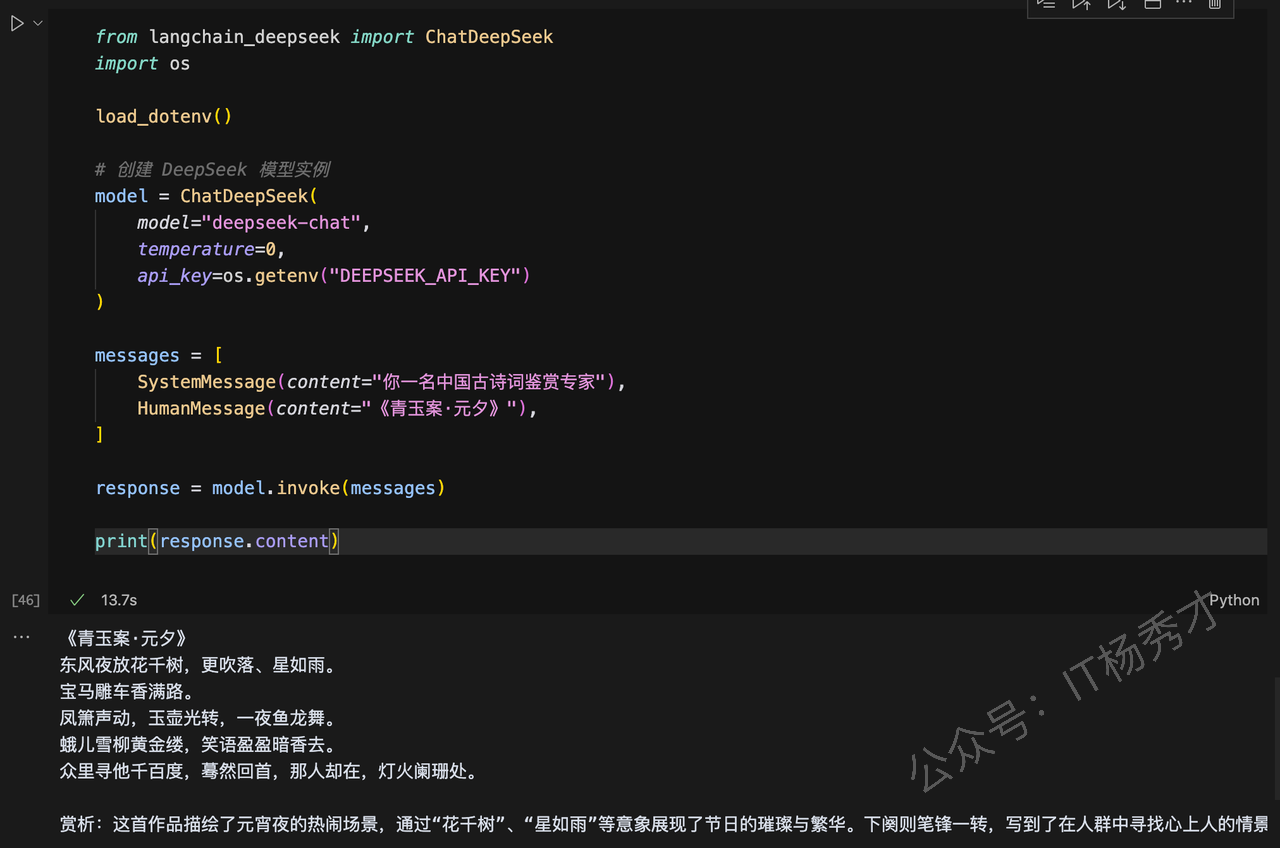 from langchain_deepseek import ChatDeepSeek
import os
load_dotenv()
# 创建 DeepSeek 模型实例
model = ChatDeepSeek(
    model="deepseek-chat",
    temperature=0,
    api_key=os.getenv("DEEPSEEK_API_KEY")
)
messages = [
    SystemMessage(content="你一名中国古诗词鉴赏专家"),
    HumanMessage(content="《青玉案·元夕》"),
]
response = model.invoke(messages)
print(response.content)
[46] 13.7s Python
《青玉案·元夕》
东风夜放花千树，更吹落、星如雨。
宝马雕车香满路。
凤箫声动，玉壶光转，一夜鱼龙舞。
蛾儿雪柳黄金缕，笑语盈盈暗香去。
众里寻他千百度，蓦然回首，那人却在，灯火阑珊处。
赏析：这首作品描绘了元宵夜的热闹场景，通过“花千树”、“星如雨”等意象展现了节日的璀璨与繁华。下阕则笔锋一转，写到了在人群中寻找心上人的情景
公众号：IT杨秀才